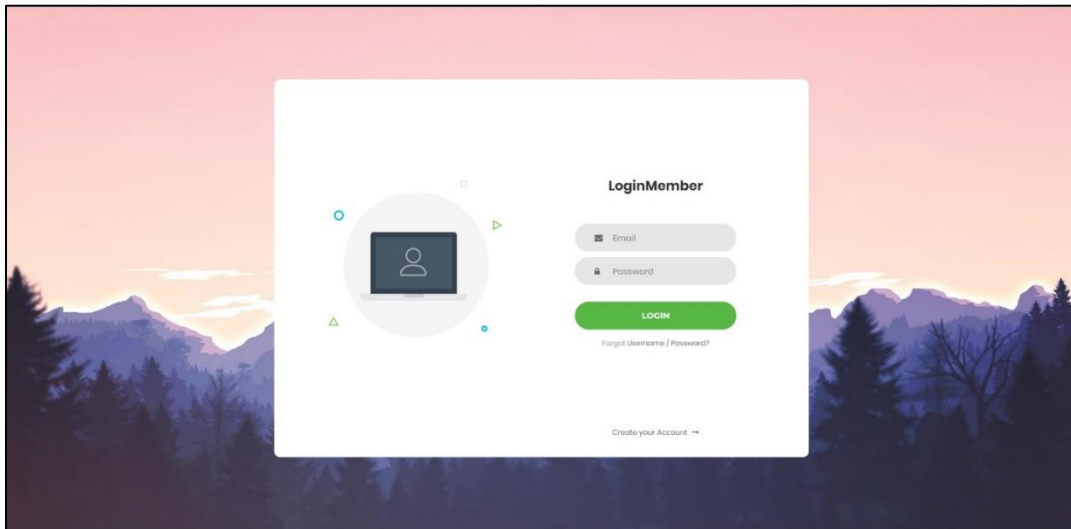 LoginMember
Email
Password
LOGIN
Forgot Username / Password?
Create your Account →